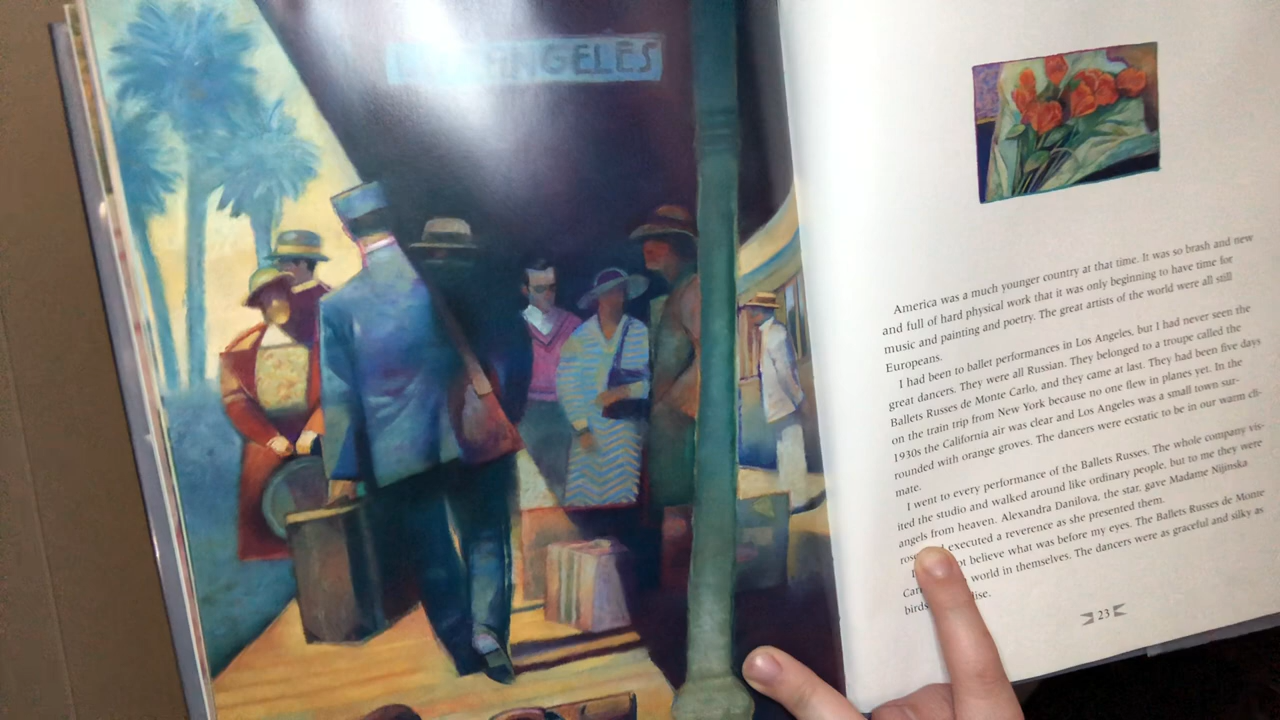 ANGELES
America was a much younger country at that time. It was so brash and new
and full of hard physical work that it was only beginning to have time for
music and painting and poetry. The great artists of the world were all still
Europeans.
I had been to ballet performances in Los Angeles, but I had never seen the
great dancers. They were all Russian. They belonged to a troupe called the
Ballets Russes de Monte Carlo, and they came at last. They had been five days
on the train trip from New York because no one flew in planes yet. In the
1930s the California air was clear and Los Angeles was a small town sur-
rounded with orange groves. The dancers were ecstatic to be in our warm cli-
mate.
I went to every performance of the Ballets Russes. The whole company vis-
ited the studio and walked around like ordinary people, but to me they were
angels from heaven. Alexandra Danilova, the star, gave Madame Nijinska
executed a reverence as she presented them.
believe what was before my eyes. The Ballets Russes de Monte
world in themselves. The dancers were as graceful and silky as
23